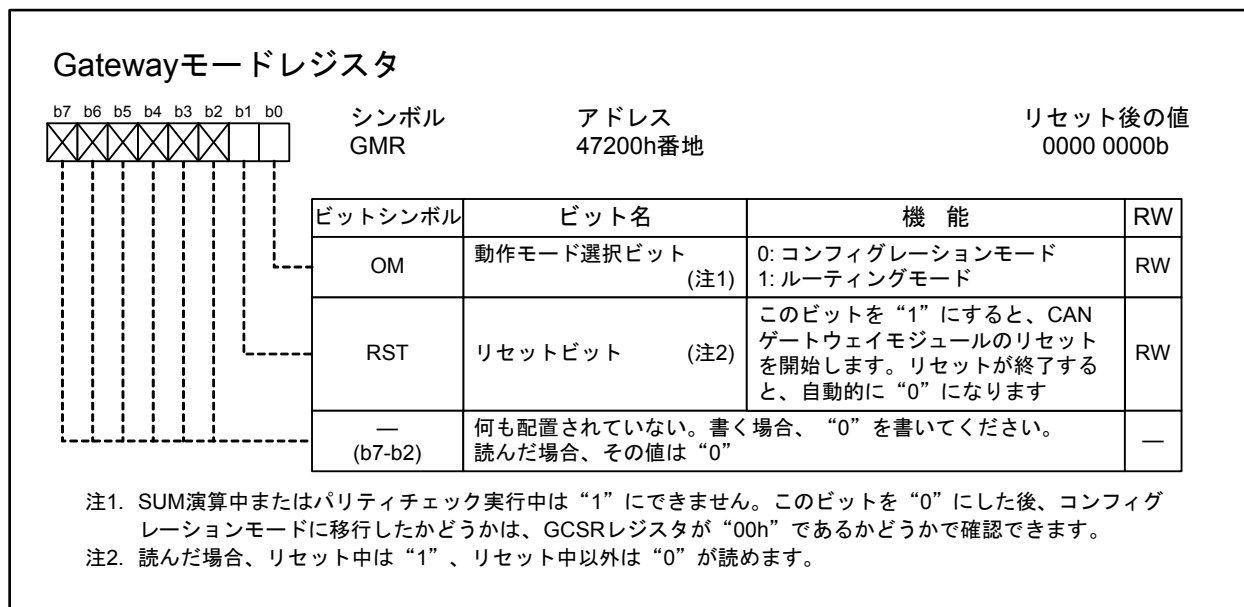 Gatewayモードレジスタ
b7 b6 b5 b4 b3 b2 b1 b0
シンボル アドレス リセット後の値
GMR 47200h番地 0000 0000b
ビットシンボル ビット名 機 能 RW
OM 動作モード選択ビット (注1) 0: コンフィグレーションモード RW
1: ルーティングモード
RST リセットビット (注2) このビットを“1”にすると、CAN RW
ゲートウェイモジュールのリセット
を開始します。リセットが終了する
と、自動的に“0”になります
— 何も配置されていない。書く場合、“0”を書いてください。 —
(b7-b2) 読んだ場合、その値は“0”
注1. SUM演算中またはパリティチェック実行中は“1”にできません。このビットを“0”にした後、コンフィグ
レーションモードに移行したかどうかは、GCSRレジスタが“00h”であるかどうかで確認できます。
注2. 読んだ場合、リセット中は“1”、リセット中以外は“0”が読めます。